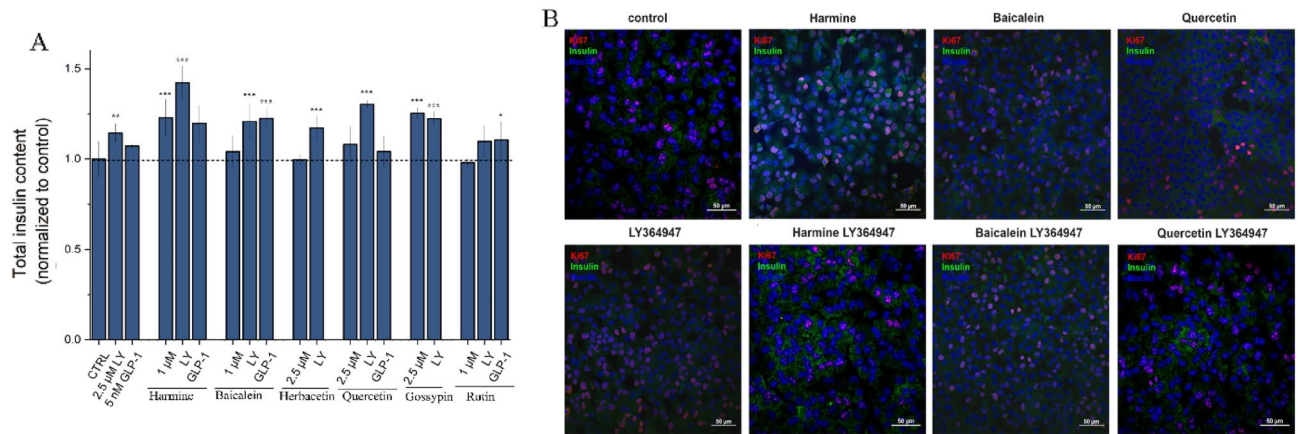 A
Total insulin content
(normalized to control)
1.5
1.0
0.5
0.0
** *** *** *** *** *** *** *** *** *
CTRL 2.5 µM LY 5 nM GLP-1 1 µM LY GLP-1 1 µM LY GLP-1 2.5 µM LY 2.5 µM LY GLP-1 2.5 µM LY 1 µM LY GLP-1
Harmine Baicalein Herbacetin Quercetin Gossypin Rutin
B
control Harmine Baicalein Quercetin
Ki67 Ki67 Ki67 Ki67
Insulin Insulin Insulin Insulin
50 µm 50 µm 50 µm 50 µm
LY364947 Harmine LY364947 Baicalein LY364947 Quercetin LY364947
Ki67 Ki67 Ki67 Ki67
Insulin Insulin Insulin Insulin
50 µm 50 µm 50 µm 50 µm